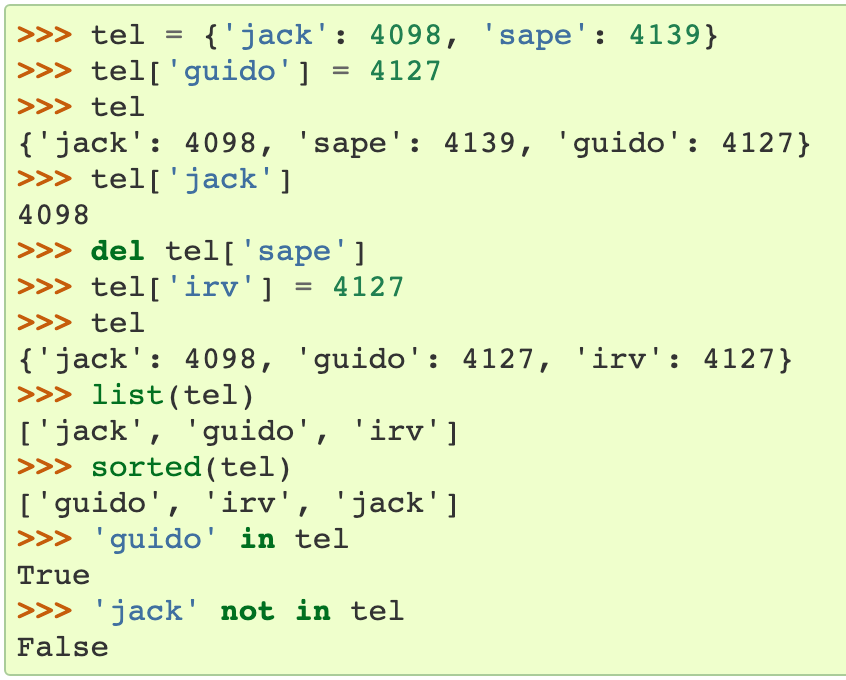 >>> tel = {'jack': 4098, 'sape': 4139}
>>> tel['guido'] = 4127
>>> tel
{'jack': 4098, 'sape': 4139, 'guido': 4127}
>>> tel['jack']
4098
>>> del tel['sape']
>>> tel['irv'] = 4127
>>> tel
{'jack': 4098, 'guido': 4127, 'irv': 4127}
>>> list(tel)
['jack', 'guido', 'irv']
>>> sorted(tel)
['guido', 'irv', 'jack']
>>> 'guido' in tel
True
>>> 'jack' not in tel
False